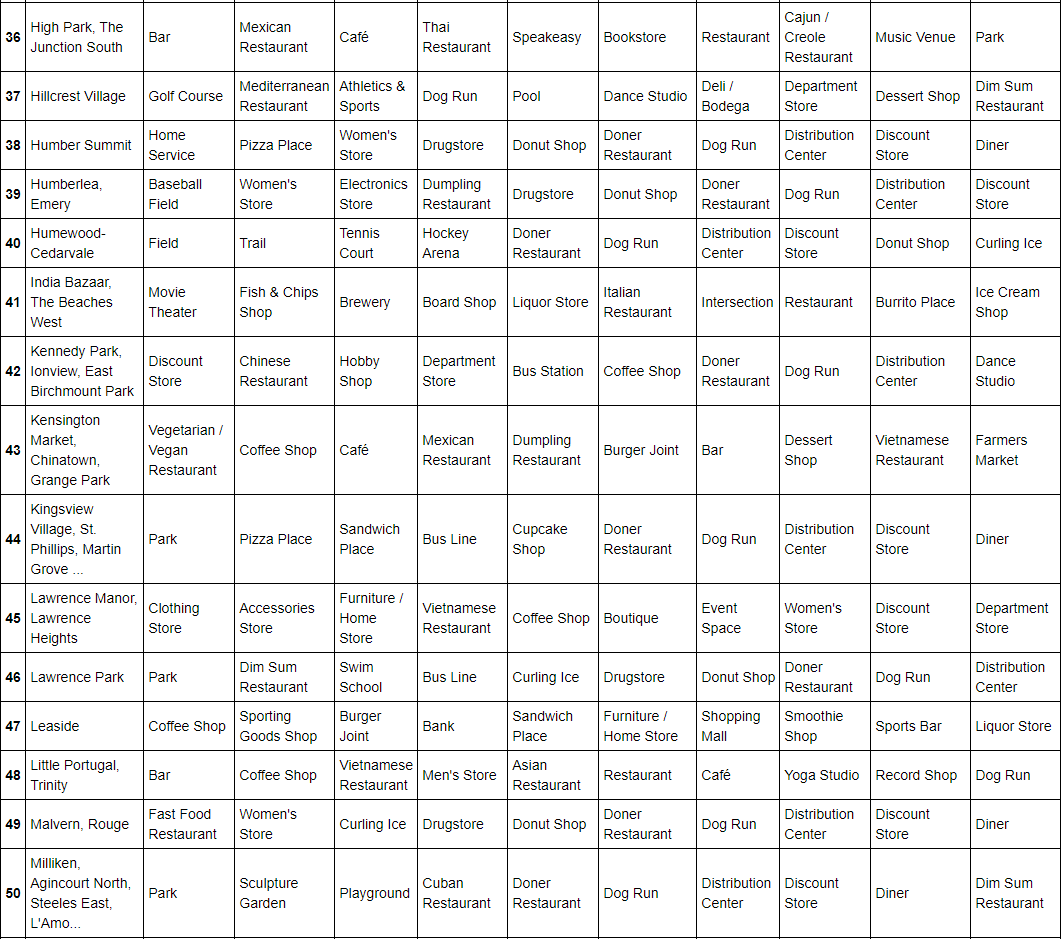 36 High Park, The Junction South Bar Mexican Restaurant Café Thai Restaurant Speakeasy Bookstore Restaurant Cajun / Creole Restaurant Music Venue Park
37 Hillcrest Village Golf Course Mediterranean Restaurant Athletics & Sports Dog Run Pool Dance Studio Deli / Bodega Department Store Dessert Shop Dim Sum Restaurant
38 Humber Summit Home Service Pizza Place Women's Store Drugstore Donut Shop Doner Restaurant Dog Run Distribution Center Discount Store Diner
39 Humberlea, Emery Baseball Field Women's Store Electronics Store Dumpling Restaurant Drugstore Donut Shop Doner Restaurant Dog Run Distribution Center Discount Store
40 Humewood-Cedarvale Field Trail Tennis Court Hockey Arena Doner Restaurant Dog Run Distribution Center Discount Store Donut Shop Curling Ice
41 India Bazaar, The Beaches West Movie Theater Fish & Chips Shop Brewery Board Shop Liquor Store Italian Restaurant Intersection Restaurant Burrito Place Ice Cream Shop
42 Kennedy Park, Ionview, East Birchmount Park Discount Store Chinese Restaurant Hobby Shop Department Store Bus Station Coffee Shop Doner Restaurant Dog Run Distribution Center Dance Studio
43 Kensington Market, Chinatown, Grange Park Vegetarian / Vegan Restaurant Coffee Shop Café Mexican Restaurant Dumpling Restaurant Burger Joint Bar Dessert Shop Vietnamese Restaurant Farmers Market
44 Kingsview Village, St. Phillips, Martin Grove ... Park Pizza Place Sandwich Place Bus Line Cupcake Shop Doner Restaurant Dog Run Distribution Center Discount Store Diner
45 Lawrence Manor, Lawrence Heights Clothing Store Accessories Store Furniture / Home Store Vietnamese Restaurant Coffee Shop Boutique Event Space Women's Store Discount Store Department Store
46 Lawrence Park Park Dim Sum Restaurant Swim School Bus Line Curling Ice Drugstore Donut Shop Doner Restaurant Dog Run Distribution Center
47 Leaside Coffee Shop Sporting Goods Shop Burger Joint Bank Sandwich Place Furniture / Home Store Shopping Mall Smoothie Shop Sports Bar Liquor Store
48 Little Portugal, Trinity Bar Coffee Shop Vietnamese Restaurant Men's Store Asian Restaurant Restaurant Café Yoga Studio Record Shop Dog Run
49 Malvern, Rouge Fast Food Restaurant Women's Store Curling Ice Drugstore Donut Shop Doner Restaurant Dog Run Distribution Center Discount Store Diner
50 Milliken, Agincourt North, Steeles East, L'Amo... Park Sculpture Garden Playground Cuban Restaurant Doner Restaurant Dog Run Distribution Center Discount Store Diner Dim Sum Restaurant